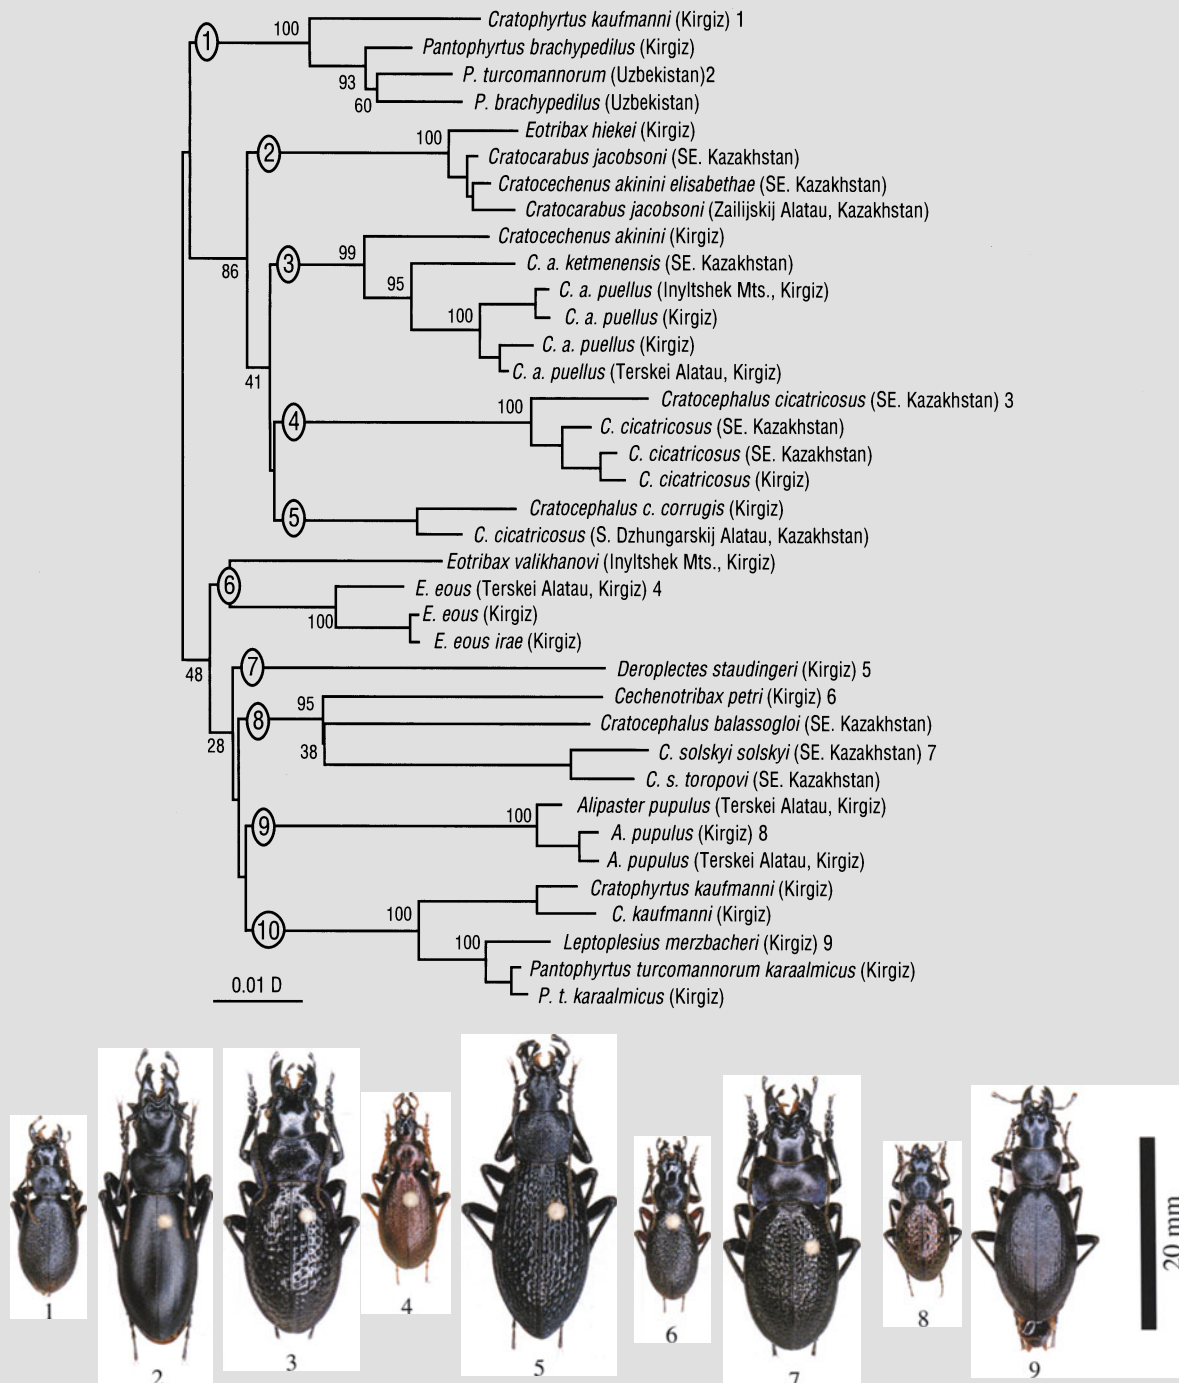 Cratophyrtus kaufmanni (Kirgiz) 1
① 100
Pantophyrtus brachypedilus (Kirgiz)
93 P. turcomannorum (Uzbekistan)2
60 P. brachypedilus (Uzbekistan)
100 Eotribax hiekei (Kirgiz)
② Cratocarabus jacobsoni (SE. Kazakhstan)
Cratocechenus akinini elisabethae (SE. Kazakhstan)
Cratocarabus jacobsoni (Zailijskij Alatau, Kazakhstan)
Cratocechenus akinini (Kirgiz)
86 ③ 99 C. a. ketmenensis (SE. Kazakhstan)
95 C. a. puellus (Inyltshek Mts., Kirgiz)
100 C. a. puellus (Kirgiz)
C. a. puellus (Kirgiz)
41 C. a. puellus (Terskei Alatau, Kirgiz)
100 Cratocephalus cicatricosus (SE. Kazakhstan) 3
④ C. cicatricosus (SE. Kazakhstan)
C. cicatricosus (SE. Kazakhstan)
C. cicatricosus (Kirgiz)
⑤ Cratocephalus c. corrugis (Kirgiz)
C. cicatricosus (S. Dzhungarskij Alatau, Kazakhstan)
Eotribax valikhanovi (Inyltshek Mts., Kirgiz)
⑥ E. eous (Terskei Alatau, Kirgiz) 4
100 E. eous (Kirgiz)
E. eous irae (Kirgiz)
48 ⑦ Deroplectes staudingeri (Kirgiz) 5
95 Cechenotribax petri (Kirgiz) 6
⑧ Cratocephalus balassogloi (SE. Kazakhstan)
28 38 C. solskyi solskyi (SE. Kazakhstan) 7
C. s. toropovi (SE. Kazakhstan)
100 Alipaster pupulus (Terskei Alatau, Kirgiz)
⑨ A. pupulus (Kirgiz) 8
A. pupulus (Terskei Alatau, Kirgiz)
Cratophyrtus kaufmanni (Kirgiz)
100 C. kaufmanni (Kirgiz)
⑩ 100 Leptoplesius merzbacheri (Kirgiz) 9
Pantophyrtus turcomannorum karaalmicus (Kirgiz)
P. t. karaalmicus (Kirgiz)
0.01 D
1
2
3
4
5
6
7
8
9
20 mm